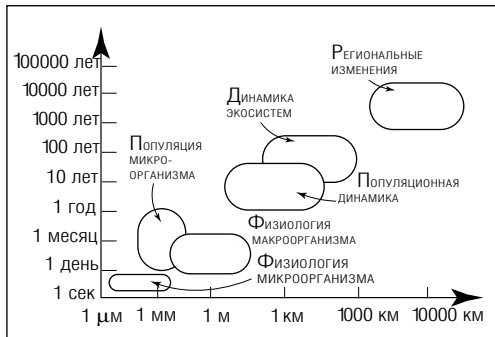 100000 лет
10000 лет
1000 лет
100 лет
10 лет
1 год
1 месяц
1 день
1 сек
Региональные
изменения
Динамика
экосистем
Популяция
микро-
организма
Популяционная
динамика
Физиология
макроорганизма
Физиология
микроорганизма
1 μм
1 мм
1 м
1 км
1000 км
10000 км